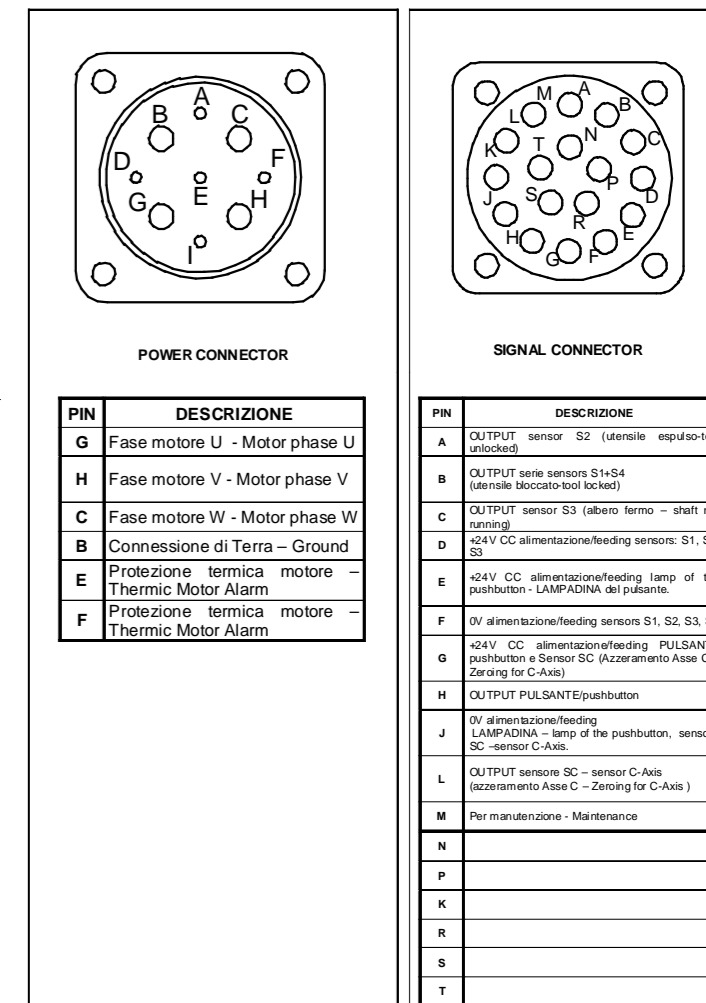 A
B
C
D
F
E
G
H
I
POWER CONNECTOR
PIN DESCRIZIONE
G Fase motore U - Motor phase U
H Fase motore V - Motor phase V
C Fase motore W - Motor phase W
B Connessione di Terra – Ground
E Protezione termica motore –
Thermic Motor Alarm
F Protezione termica motore –
Thermic Motor Alarm
M A
L B
K T N C
J S P D
R
H E
G F
SIGNAL CONNECTOR
PIN DESCRIZIONE
A OUTPUT sensor S2 (utensile espulso-
unlocked)
B OUTPUT serie sensors S1+S4
(utensile bloccato-tool locked)
C OUTPUT sensor S3 (albero fermo – shaft
running)
D +24V CC alimentazione/feeding sensors: S1,
S3
E +24V CC alimentazione/feeding lamp of
pushbutton - LAMPADINA del pulsante.
F 0V alimentazione/feeding sensors S1, S2, S3,
G +24V CC alimentazione/feeding
pushbutton e Sensor SC (Azzeramento Asse
Zeroing for C-Axis)
H OUTPUT PULSANTE/pushbutton
J 0V alimentazione/feeding
LAMPADINA – lamp of the pushbutton,
SC –sensor C-Axis.
L OUTPUT sensore SC – sensor C-Axis
(azzeramento Asse C – Zeroing for C-Axis )
M Per manutenzione - Maintenance
N
P
K
R
S
T